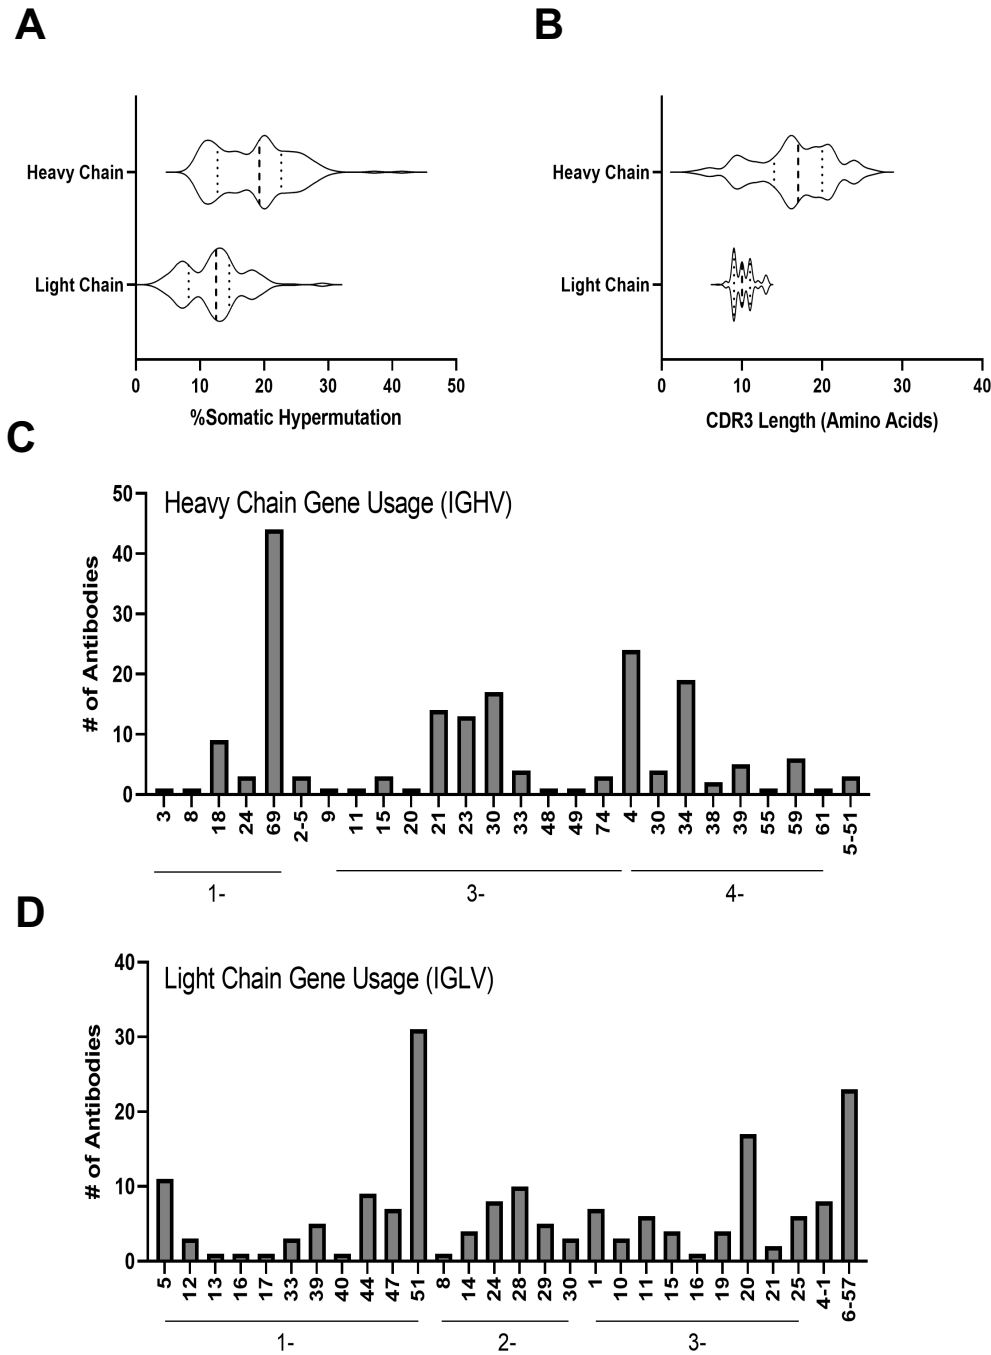 A
Heavy Chain
Light Chain
0 10 20 30 40 50
%Somatic Hypermutation
B
Heavy Chain
Light Chain
0 10 20 30 40
CDR3 Length (Amino Acids)
C
Heavy Chain Gene Usage (IGHV)
# of Antibodies
50
40
30
20
10
0
3 8 18 24 69 2-5 9 11 15 20 21 23 30 33 48 49 74 4 30 34 38 39 55 59 61 5-51
1- 3- 4-
D
Light Chain Gene Usage (IGLV)
# of Antibodies
40
30
20
10
0
5 12 13 16 17 33 39 40 44 47 51 8 14 24 28 29 30 1 10 11 15 16 19 20 21 25 4-1 6-57
1- 2- 3-